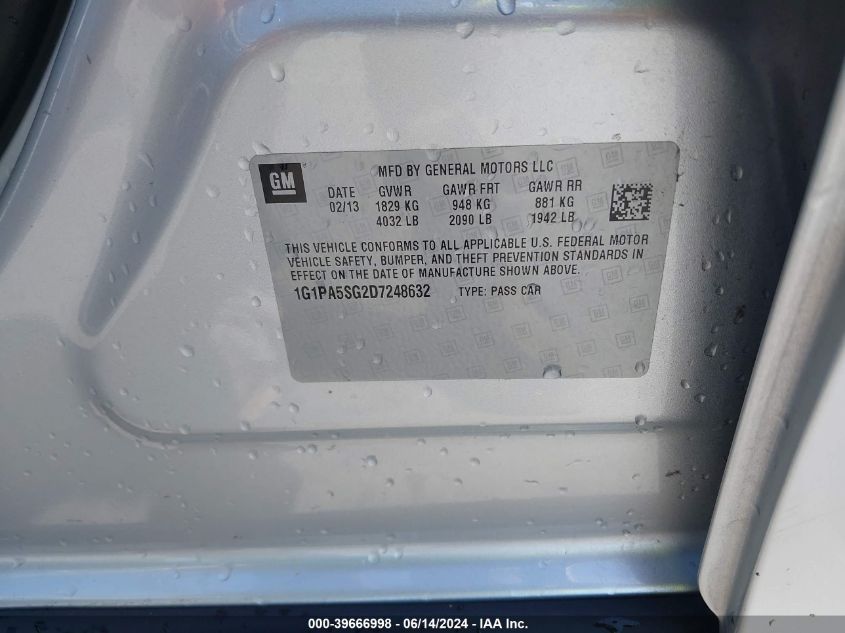 GM
MFD BY GENERAL MOTORS LLC
DATE GVWR GAWR FRT GAWR RR
02/13 1829 KG 948 KG 881 KG
4032 LB 2090 LB 1942 LB
THIS VEHICLE CONFORMS TO ALL APPLICABLE U.S. FEDERAL MOTOR
VEHICLE SAFETY, BUMPER, AND THEFT PREVENTION STANDARDS IN
EFFECT ON THE DATE OF MANUFACTURE SHOWN ABOVE.
1G1PA5SG2D7248632 TYPE: PASS CAR
000-39666998 - 06/14/2024 - IAA Inc.